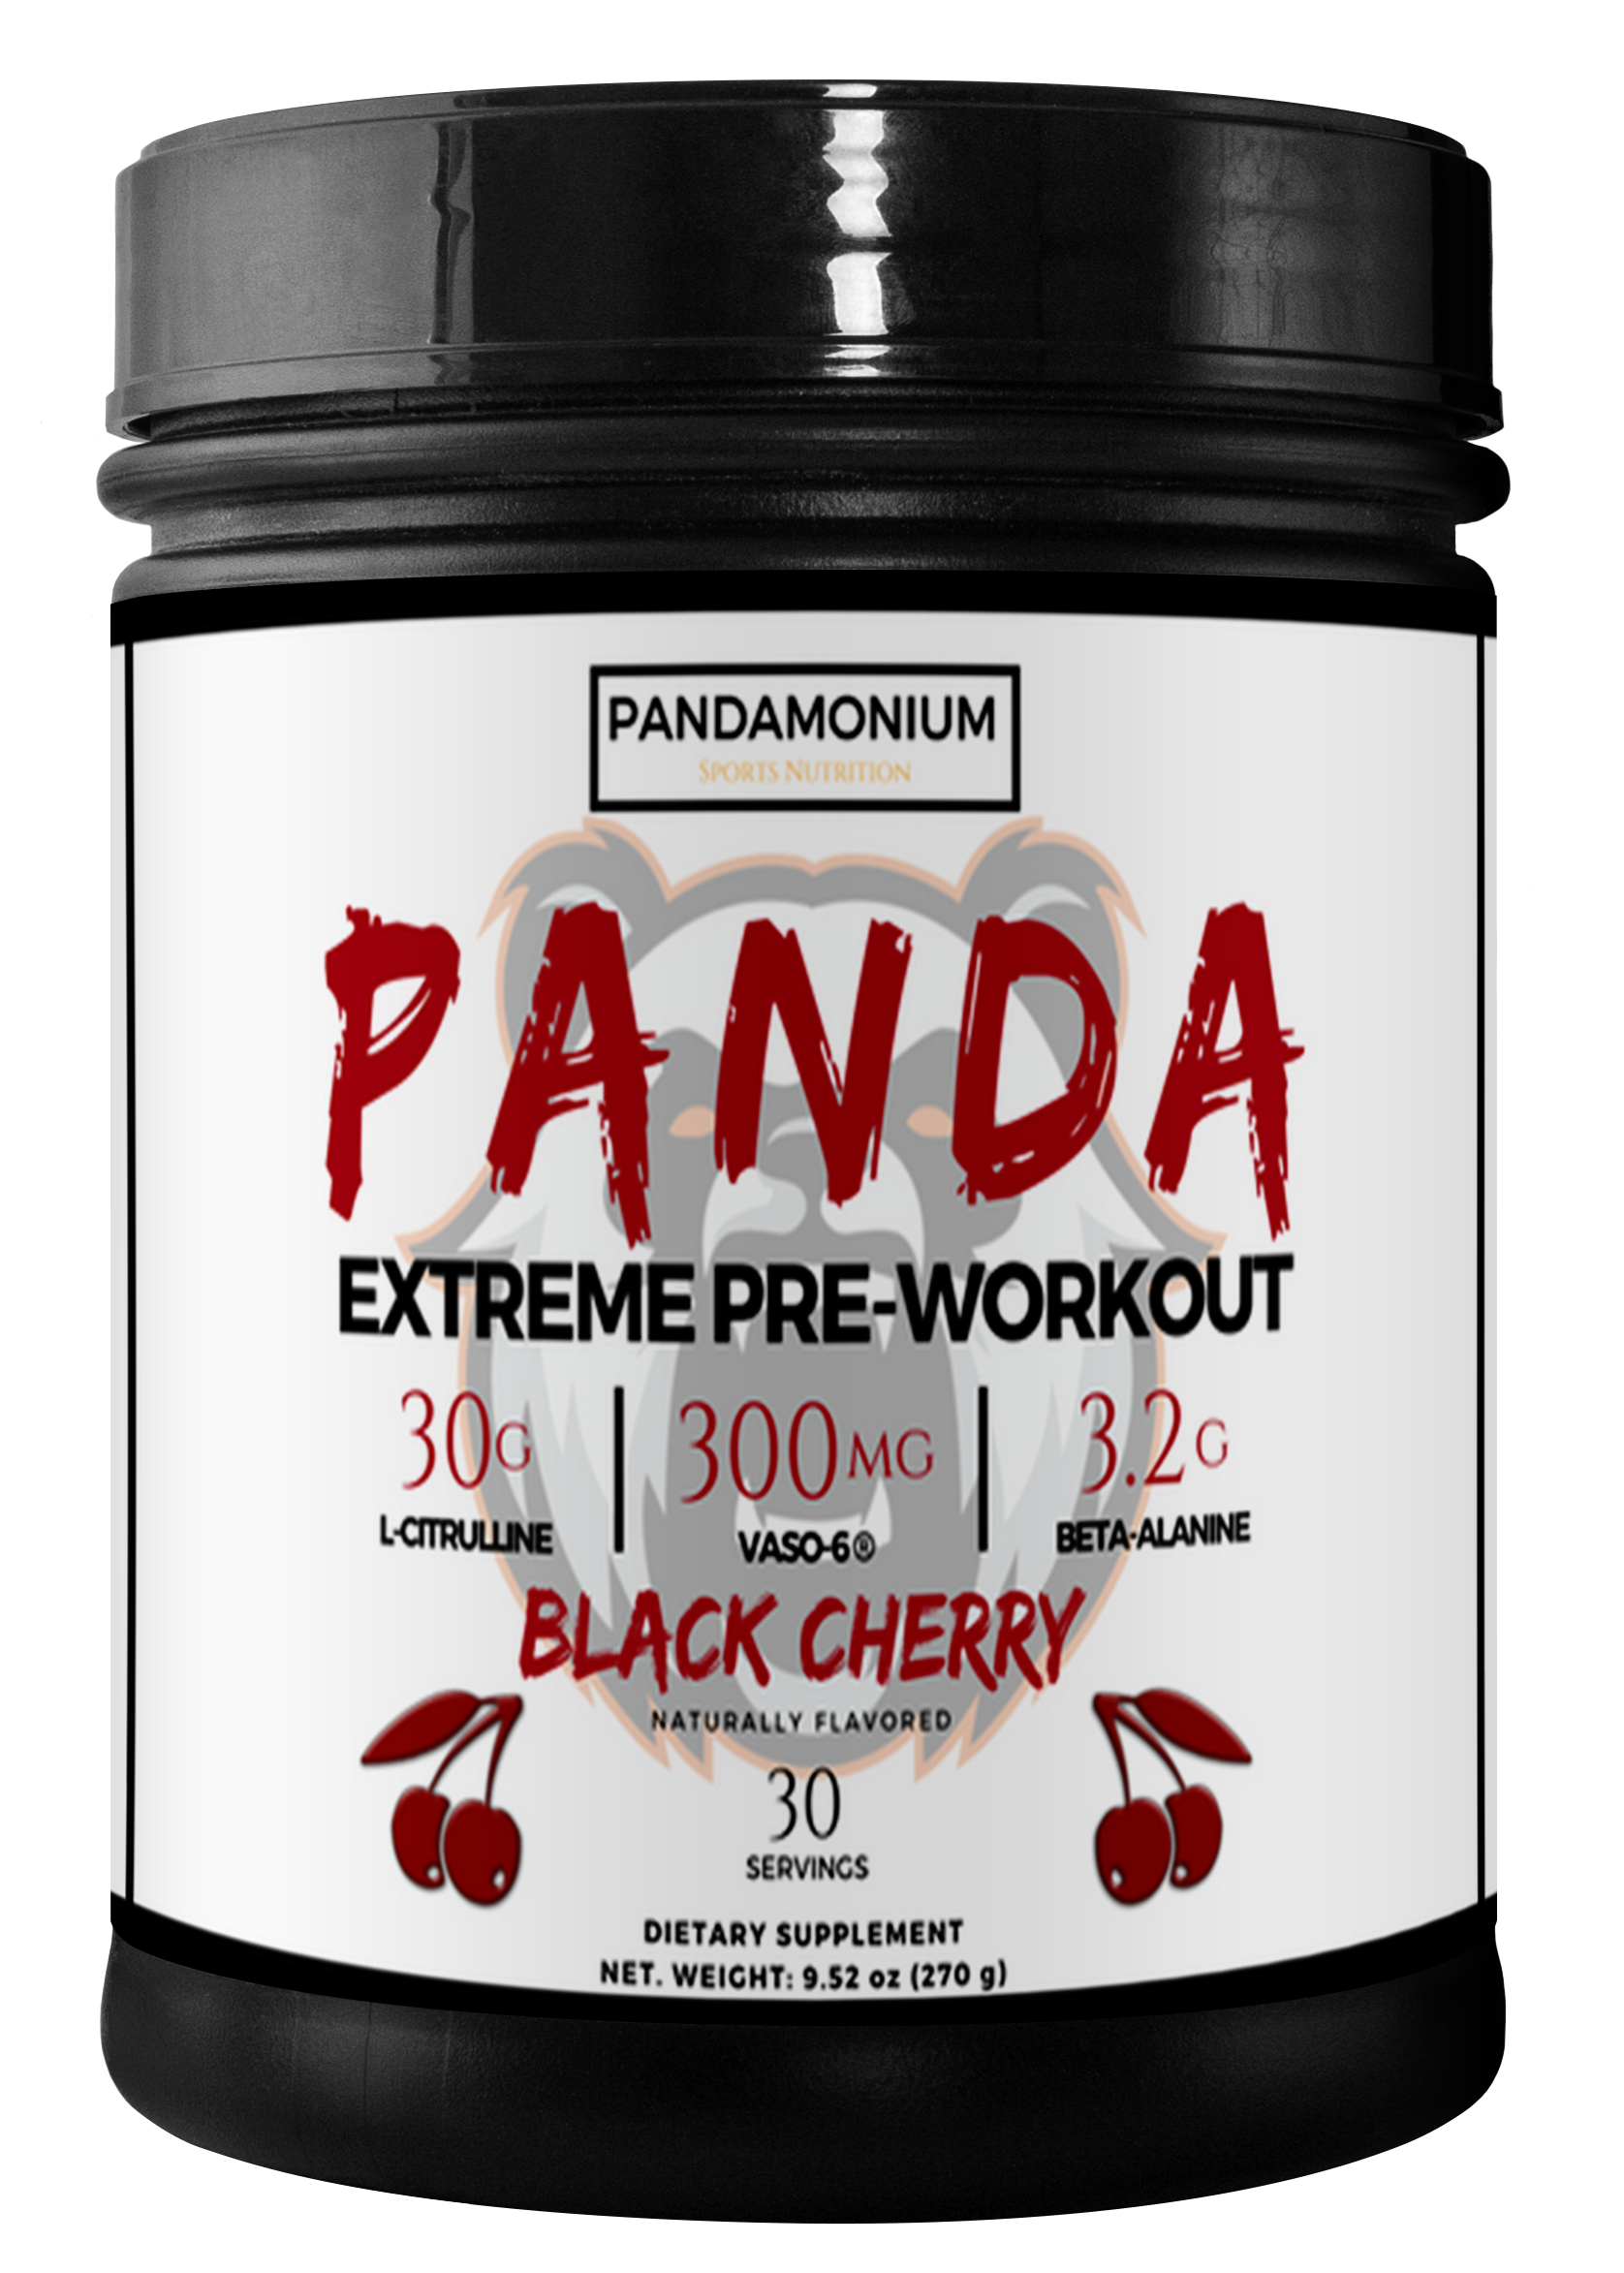 PANDAMONIUM
SPORTS NUTRITION
PANDA
EXTREME PRE-WORKOUT
30G | 300MG | 3.2G
L-CITRULLINE | VASO-6® | BETA-ALANINE
BLACK CHERRY
NATURALLY FLAVORED
30
SERVINGS
DIETARY SUPPLEMENT
NET. WEIGHT: 9.52 oz (270 g)